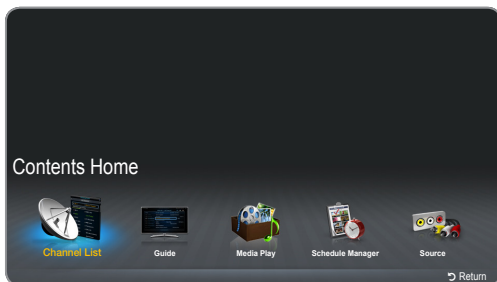 Contents Home
Channel List Guide Media Play Schedule Manager Source
Return